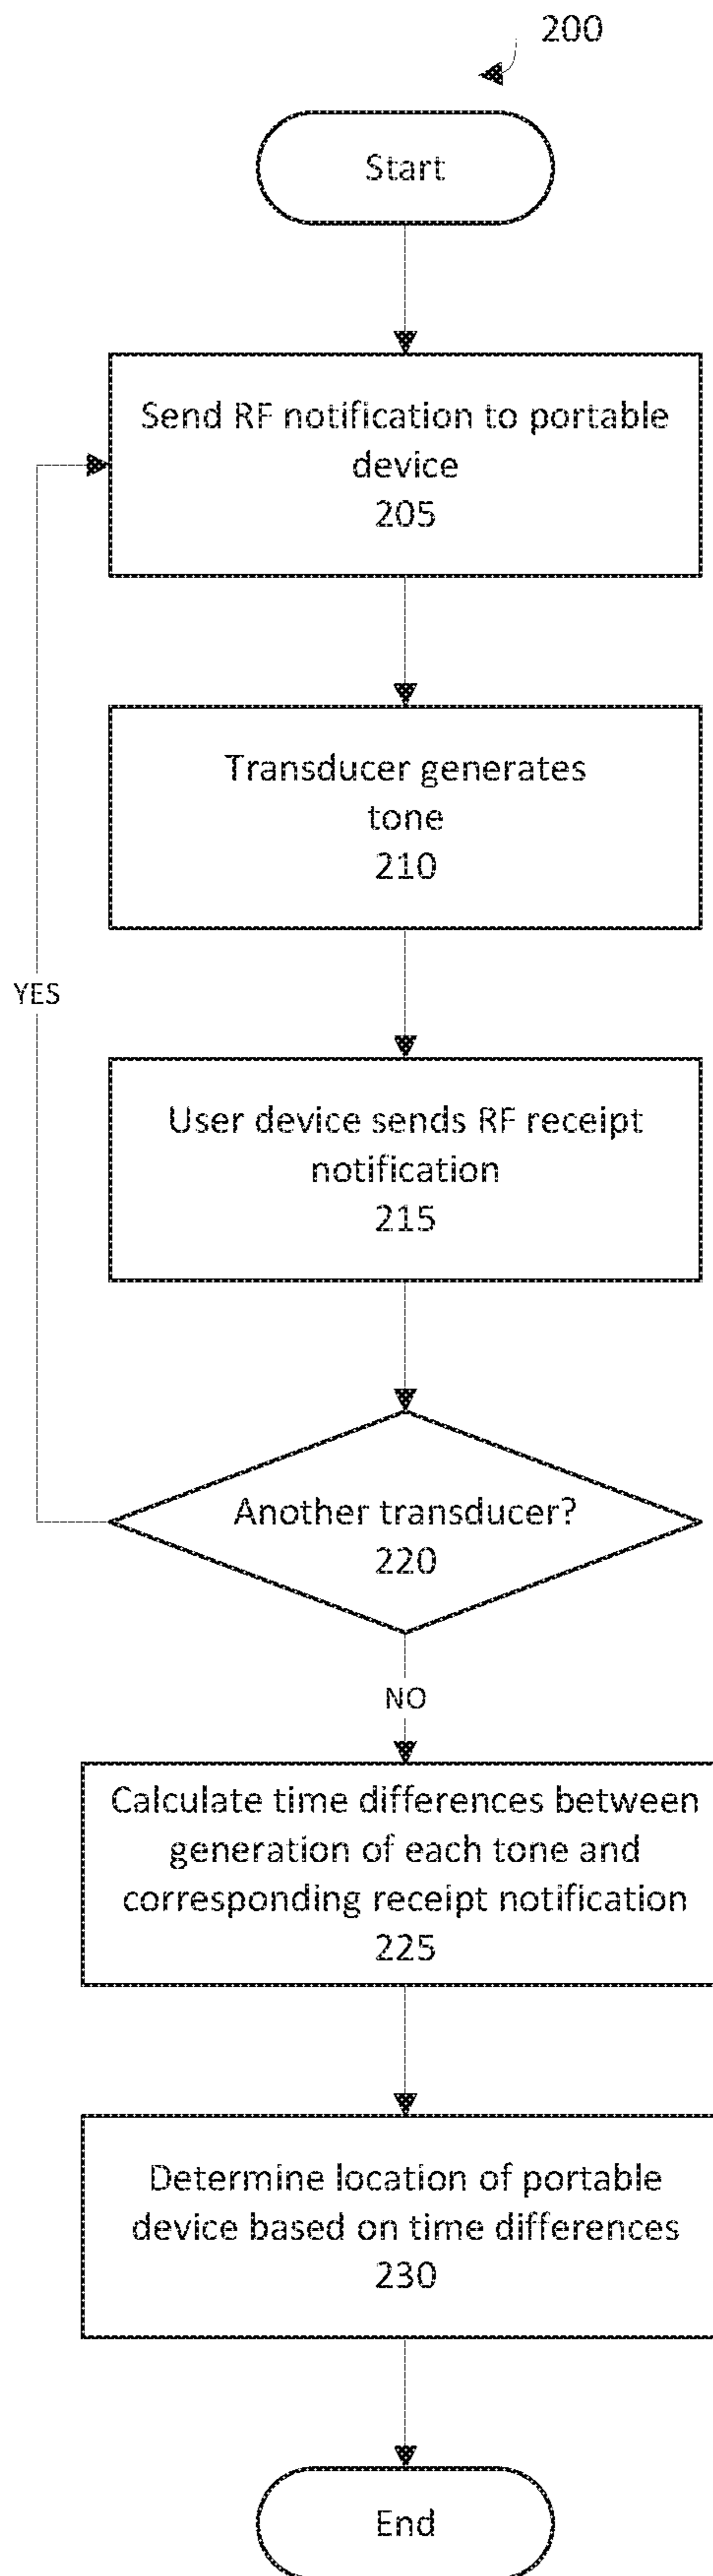 200
Start
Send RF notification to portable
device
205
Transducer generates
tone
210
YES
User device sends RF receipt
notification
215
Another transducer?
220
NO
Calculate time differences between
generation of each tone and
corresponding receipt notification
225
Determine location of portable
device based on time differences
230
End